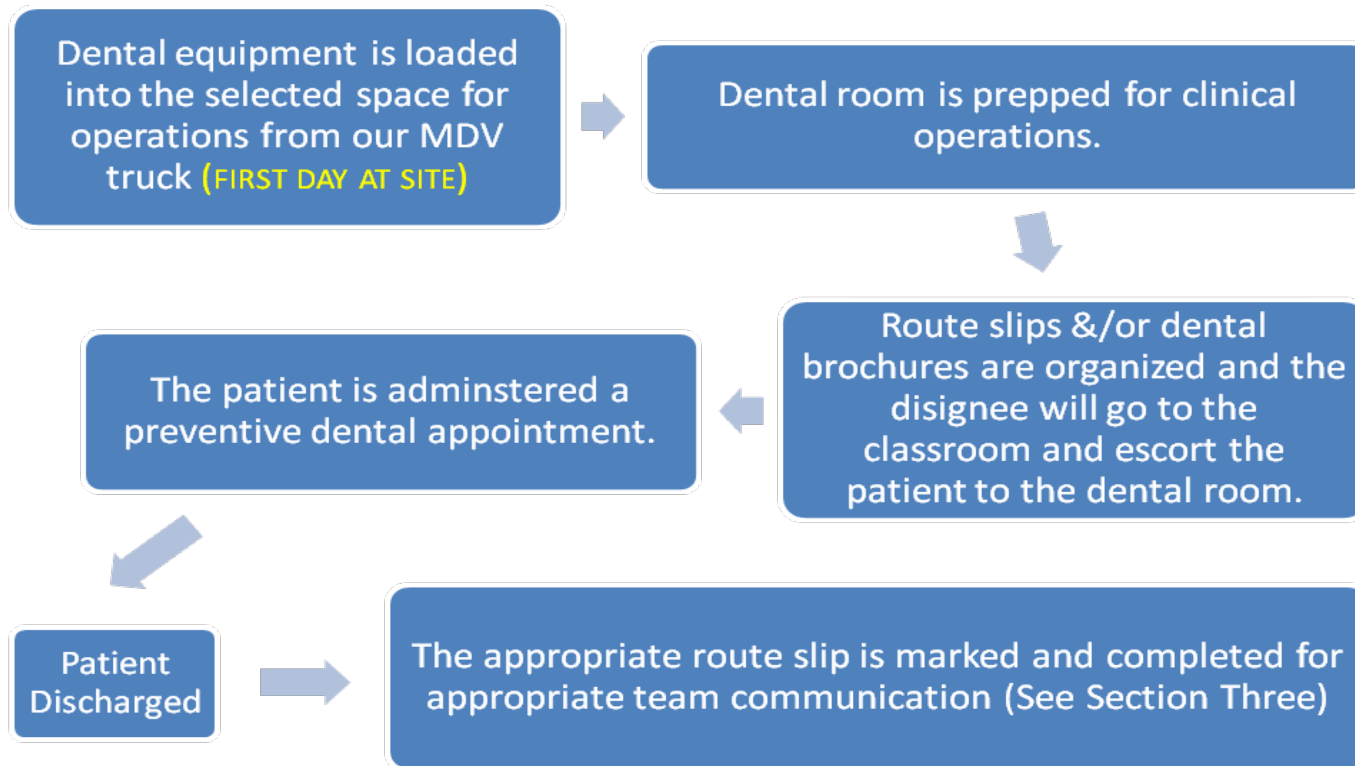 Dental equipment is loaded
into the selected space for
operations from our MDV
truck (FIRST DAY AT SITE)
Dental room is prepped for clinical
operations.
Route slips &/or dental
brochures are organized and the
disignee will go to the
classroom and escort the
patient to the dental room.
The patient is adminstered a
preventive dental appointment.
Patient
Discharged
The appropriate route slip is marked and completed for
appropriate team communication (See Section Three)